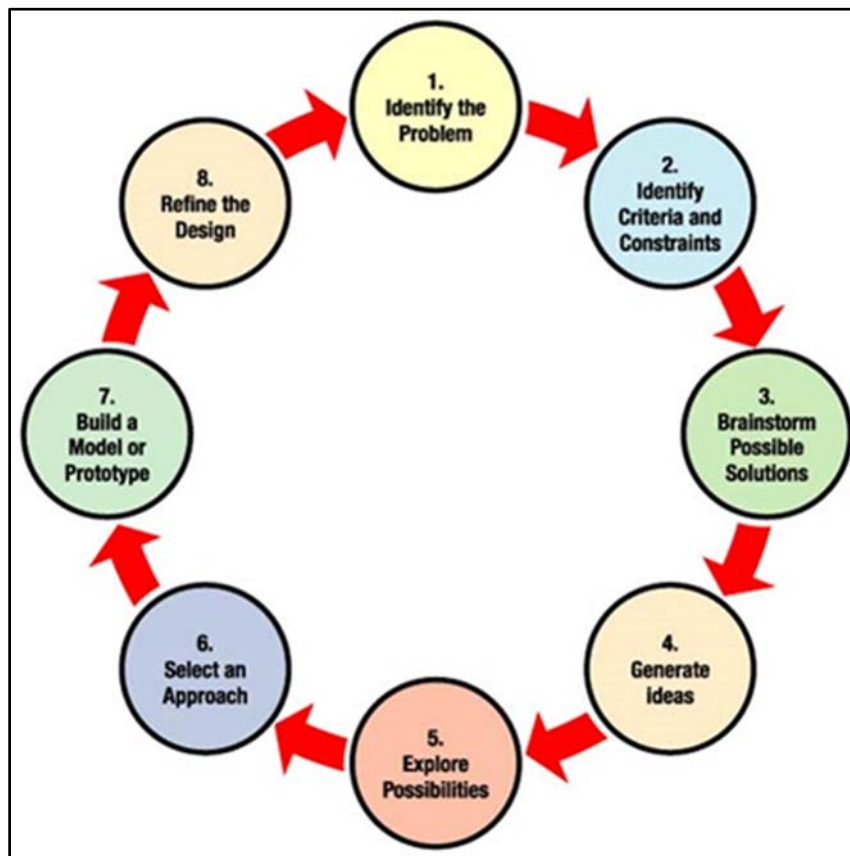 1.
Identify the
Problem
2.
Identify
Criteria and
Constraints
3.
Brainstorm
Possible
Solutions
4.
Generate
ideas
5.
Explore
Possibilities
6.
Select an
Approach
7.
Build a
Model or
Prototype
8.
Refine the
Design